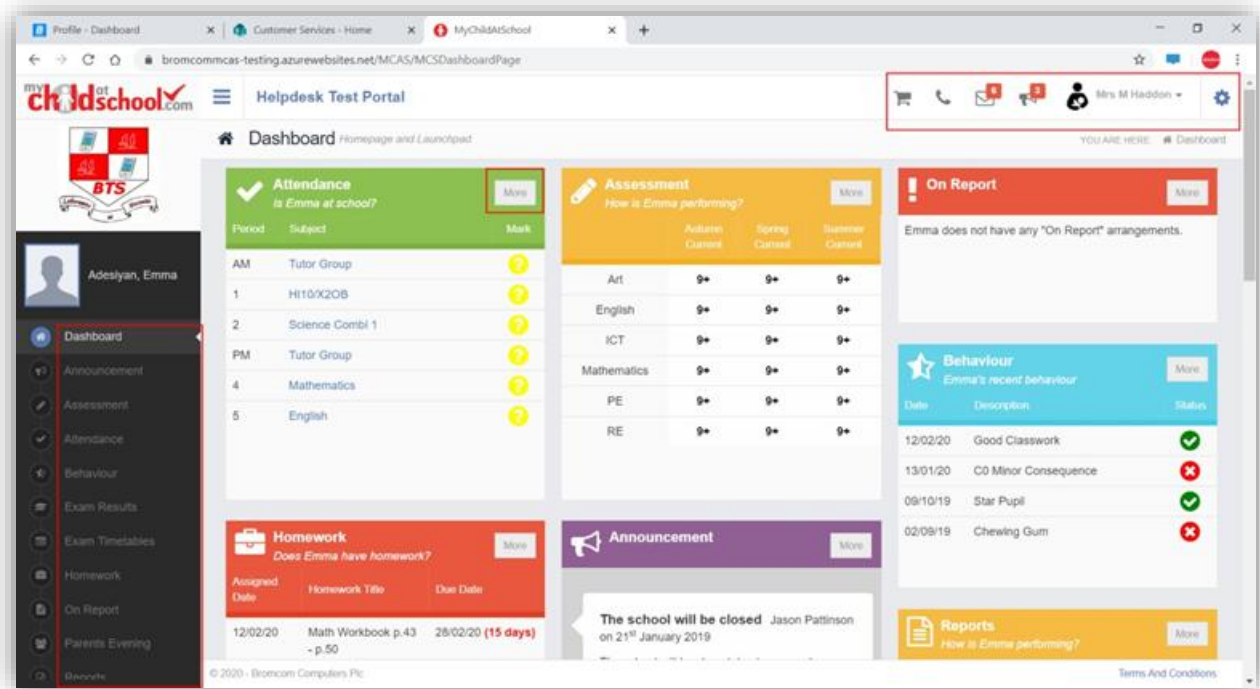 Profile - Dashboard
Customer Services - Home
MyChildAtSchool
bromcommcas-testing.azurewebsites.net/MCAS/MCSDashboardPage
my child at school.com
Helpdesk Test Portal
6
3
Mrs M Haddon
Dashboard Homepage and Launchpad
YOU ARE HERE: Dashboard
BTS
Adesiyan, Emma
Dashboard
Announcement
Assessment
Attendance
Behaviour
Exam Results
Exam Timetables
Homework
On Report
Parents Evening
Reports
Attendance
More
Is Emma at school?
Period Subject Mark
AM Tutor Group ?
1 HI10/X2OB ?
2 Science Combi 1 ?
PM Tutor Group ?
4 Mathematics ?
5 English ?
Assessment
More
How is Emma performing?
Autumn Current Spring Current Summer Current
Art 9+ 9+ 9+
English 9+ 9+ 9+
ICT 9+ 9+ 9+
Mathematics 9+ 9+ 9+
PE 9+ 9+ 9+
RE 9+ 9+ 9+
On Report
More
Emma does not have any "On Report" arrangements.
Behaviour
More
Emma's recent behaviour
Date Description Status
12/02/20 Good Classwork
13/01/20 C0 Minor Consequence
09/10/19 Star Pupil
02/09/19 Chewing Gum
Homework
More
Does Emma have homework?
Assigned Date Homework Title Due Date
12/02/20 Math Workbook p.43 28/02/20 (15 days)
- p.50
Announcement
More
The school will be closed Jason Pattinson
on 21st January 2019
Reports
More
How is Emma performing?
© 2020 - Bromcom Computers Plc
Terms And Conditions